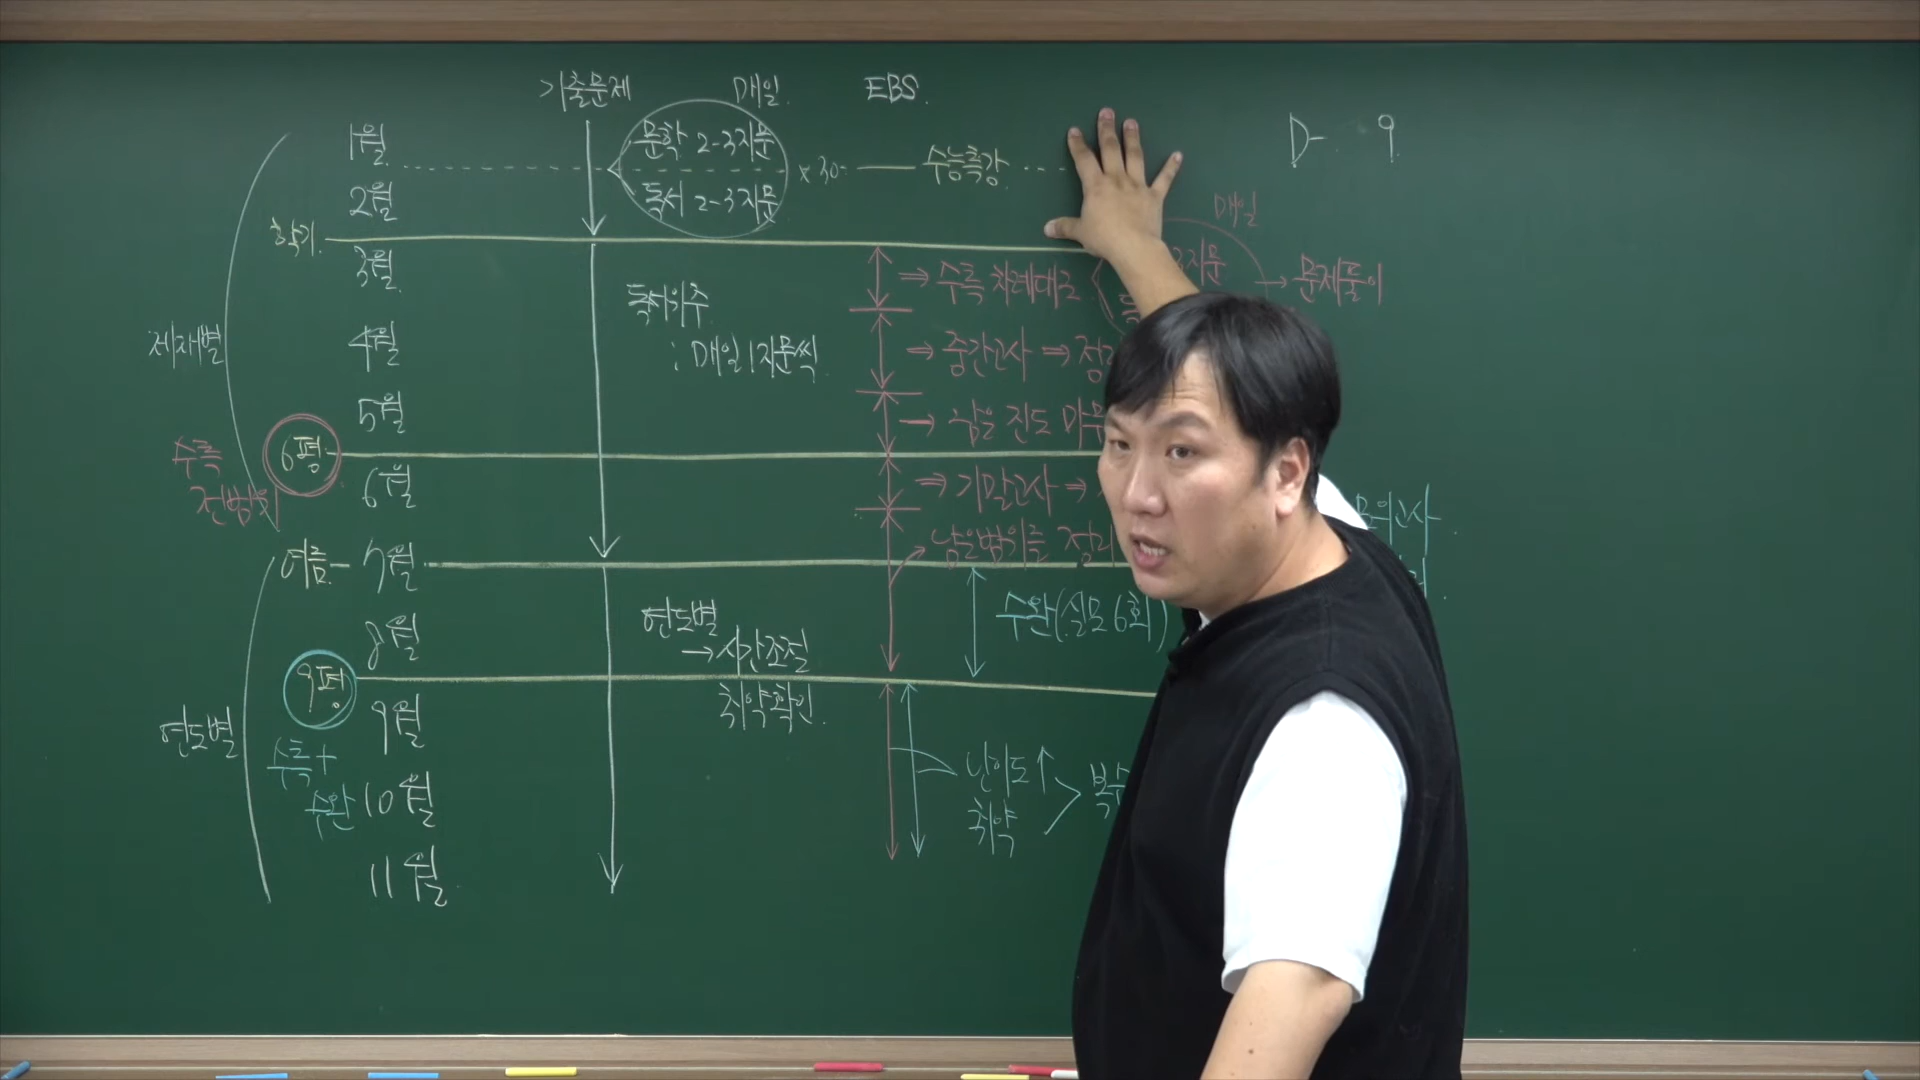 기출문제 매일. EBS.
D- 9
1월 문학 2-3지문
x 30 수능특강
2월 독서 2-3지문
매일
학기
3월 독서위주 ⇒ 수특 차례대로 3지문 → 문제풀이
: 매일 1지문씩
제재별 4월 ⇒ 중간고사 ⇒
5월 → 남은 진도
수특 6평
전범위 6월 ⇒ 기말고사 → 모의고사
남은범위를 정리
여름 7월
연도별 수완(실모 6회)
8월 → 시간조절
9평 취약확인.
연도별 9월
수특+ 난이도↑
수완 10월 취약
11월